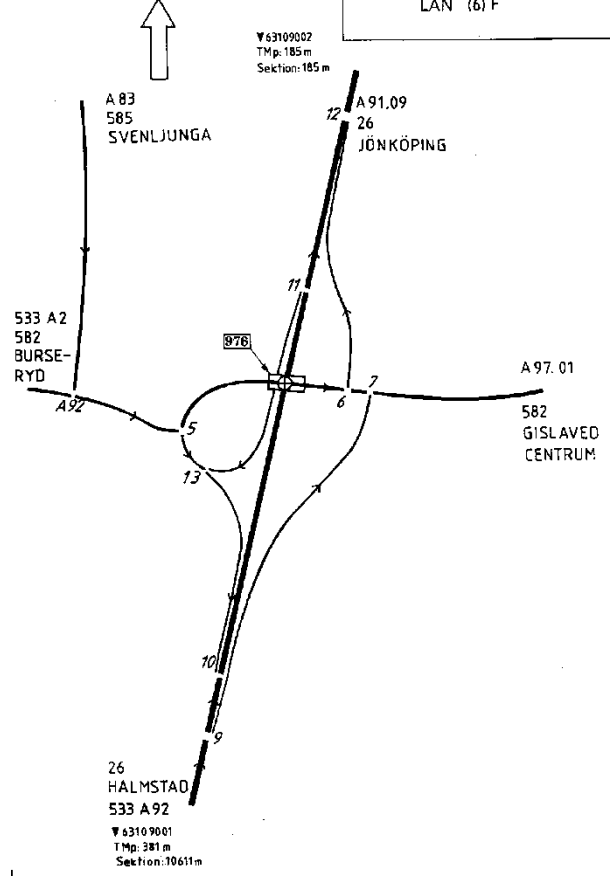 LÄN (6) F
▼63109002
TMp: 185 m
Sektion: 185 m
A 83
585
SVENLJUNGA
A 91.09
26
JÖNKÖPING
12
11
533 A2
582
BURSE-
RYD
976
A92
5
6
7
A 97.01
582
GISLAVED
CENTRUM
13
10
9
26
HALMSTAD
533 A92
▼63109001
TMp: 381 m
Sektion: 10611 m